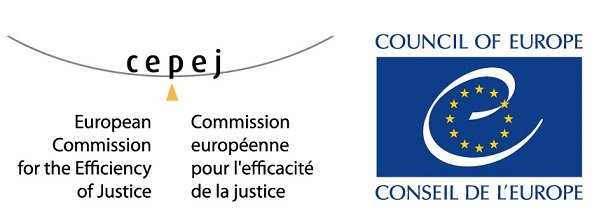 cepej
European
Commission
for the Efficiency
of Justice
Commission
européenne
pour l'efficacité
de la justice
COUNCIL OF EUROPE
CONSEIL DE L'EUROPE